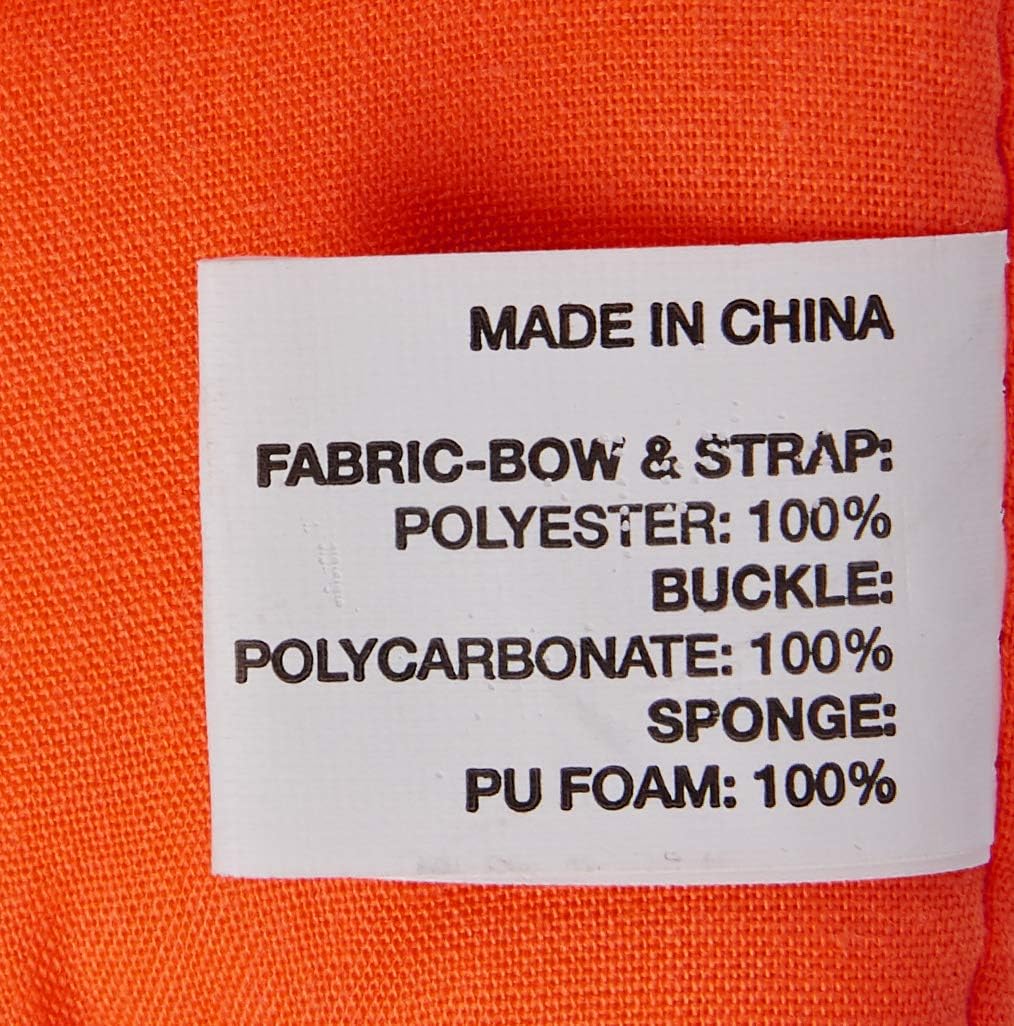 MADE IN CHINA
FABRIC-BOW & STRAP:
POLYESTER: 100%
BUCKLE:
POLYCARBONATE: 100%
SPONGE:
PU FOAM: 100%